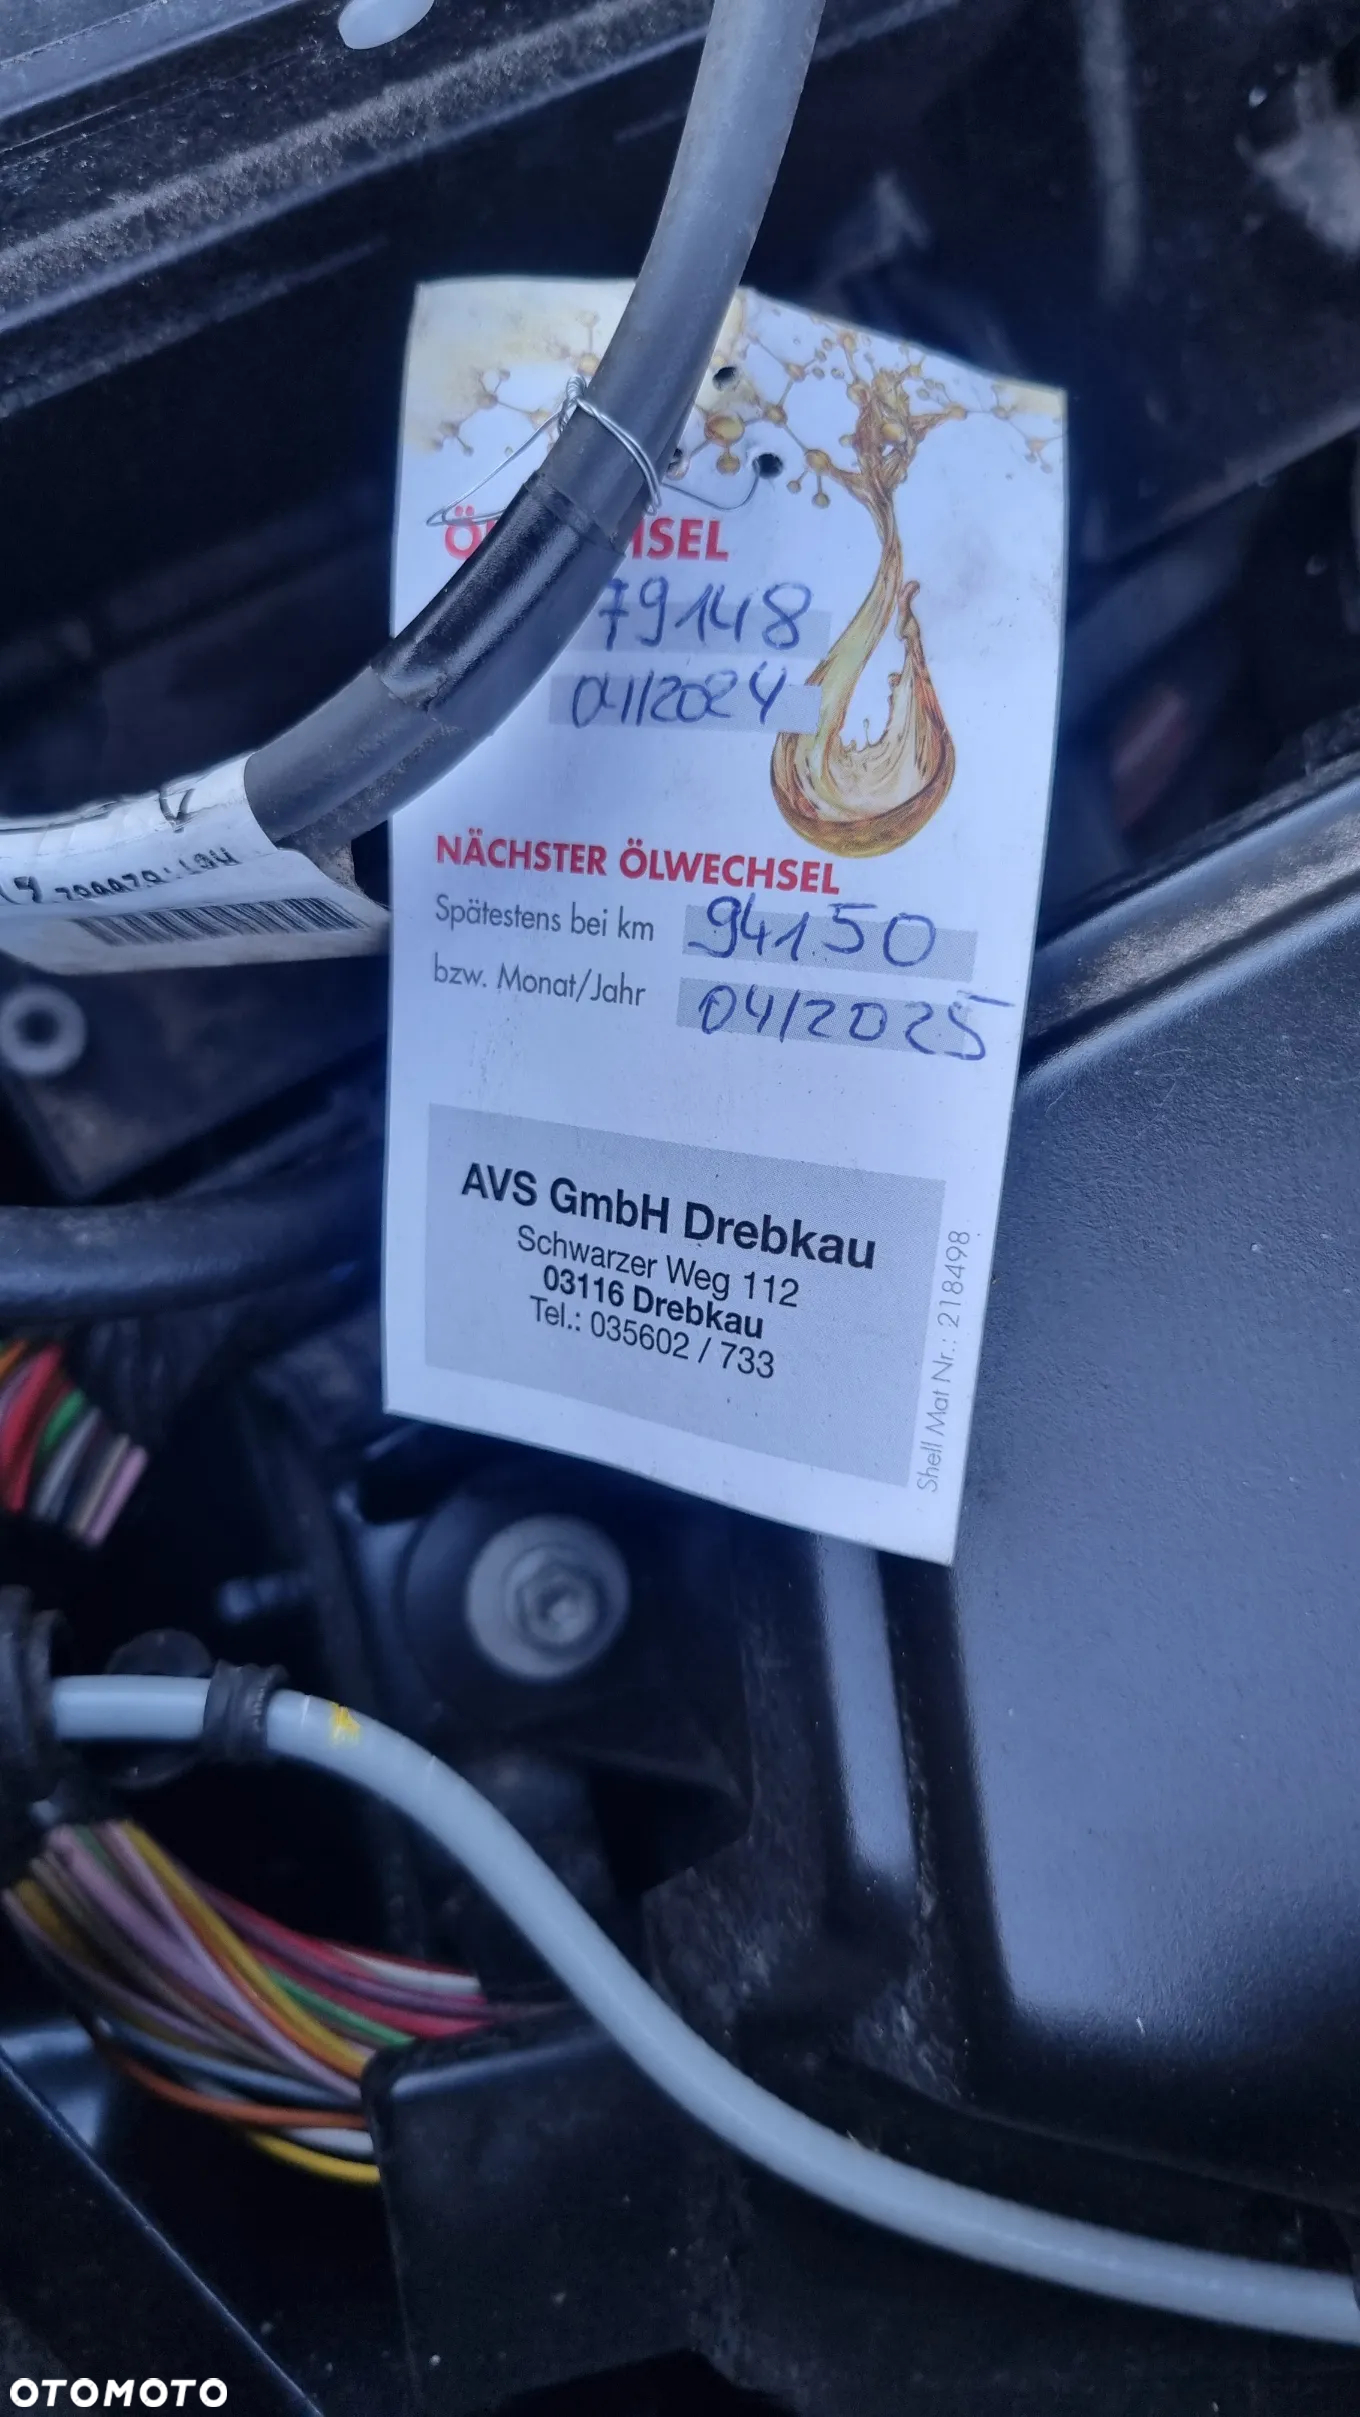 79148
04/2024
NÄCHSTER ÖLWECHSEL
Spätestens bei km 94150
bzw. Monat/Jahr 04/2025
AVS GmbH Drebkau
Schwarzer Weg 112
03116 Drebkau
Tel.: 035602 / 733
Shell Mat Nr.: 218498
OTOMOTO